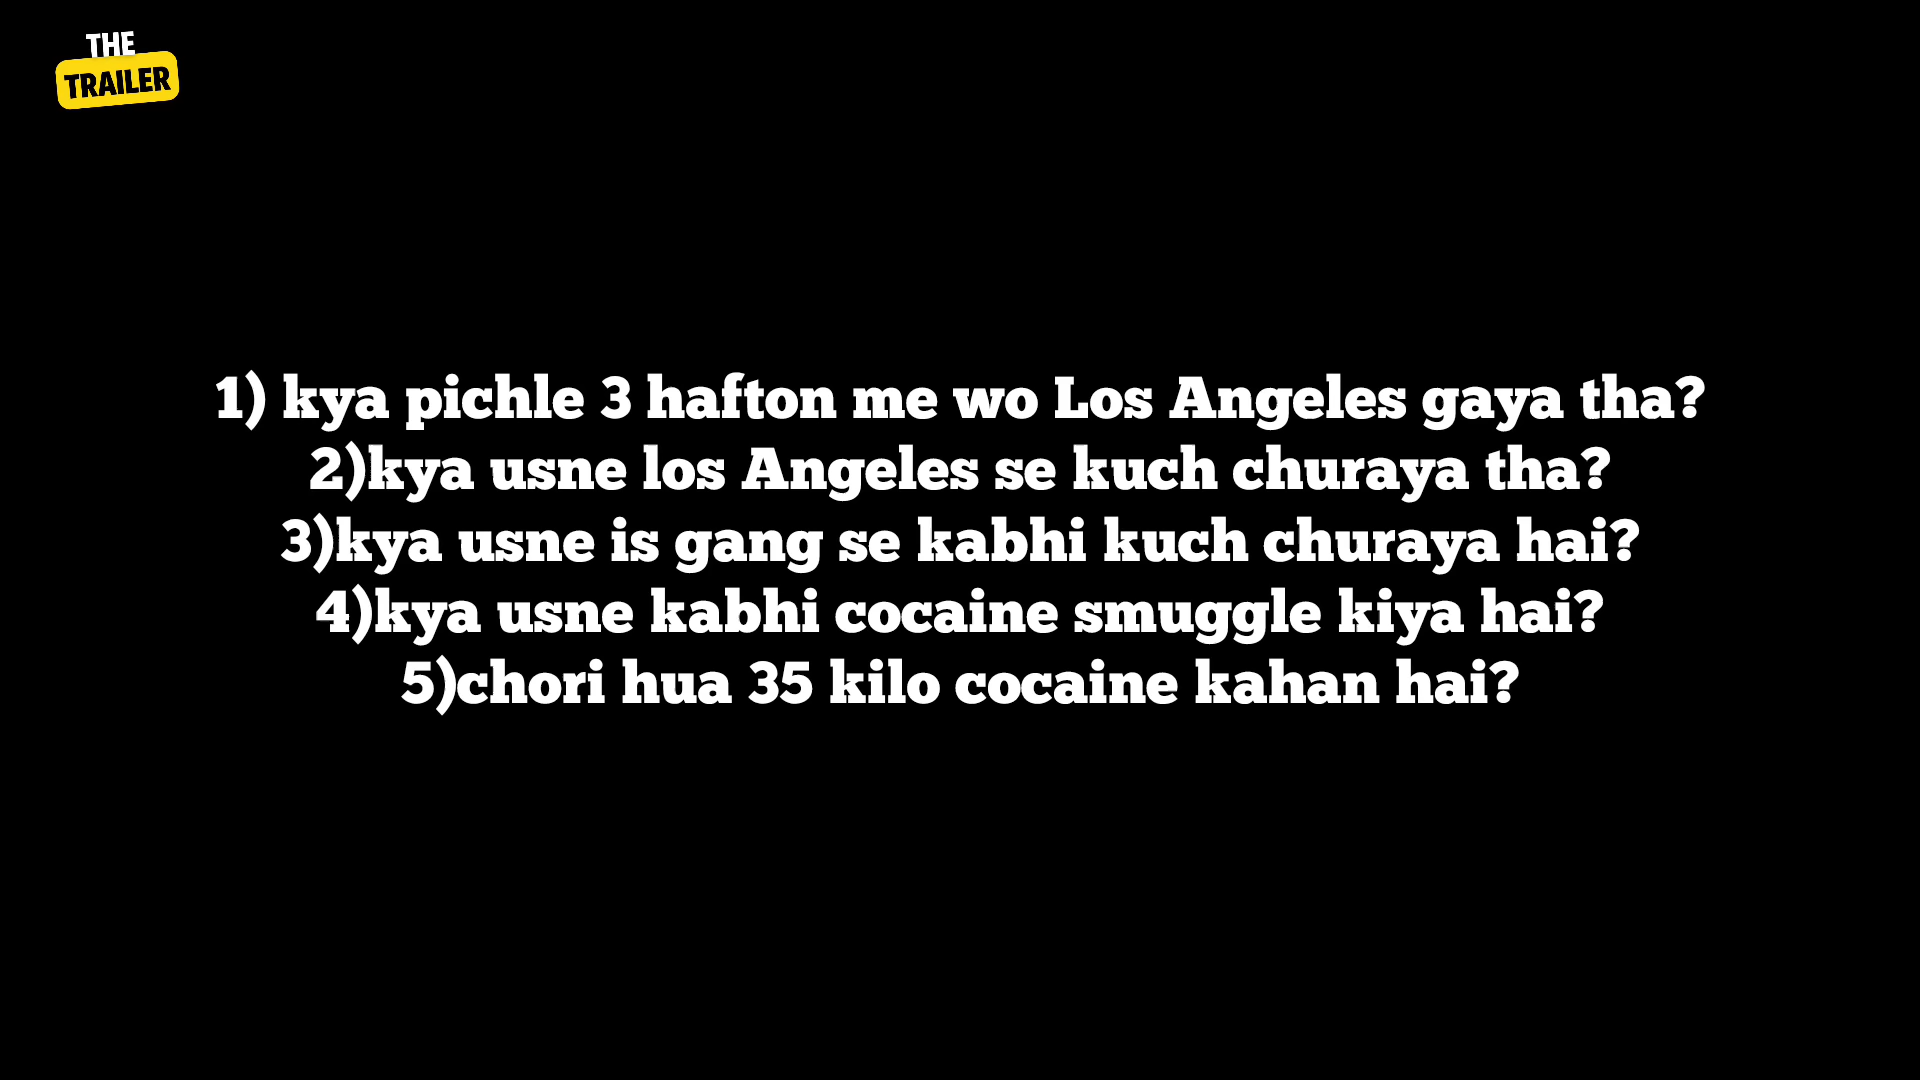 THE
TRAILER
1) kya pichle 3 hafton me wo Los Angeles gaya tha?
2)kya usne los Angeles se kuch churaya tha?
3)kya usne is gang se kabhi kuch churaya hai?
4)kya usne kabhi cocaine smuggle kiya hai?
5)chori hua 35 kilo cocaine kahan hai?